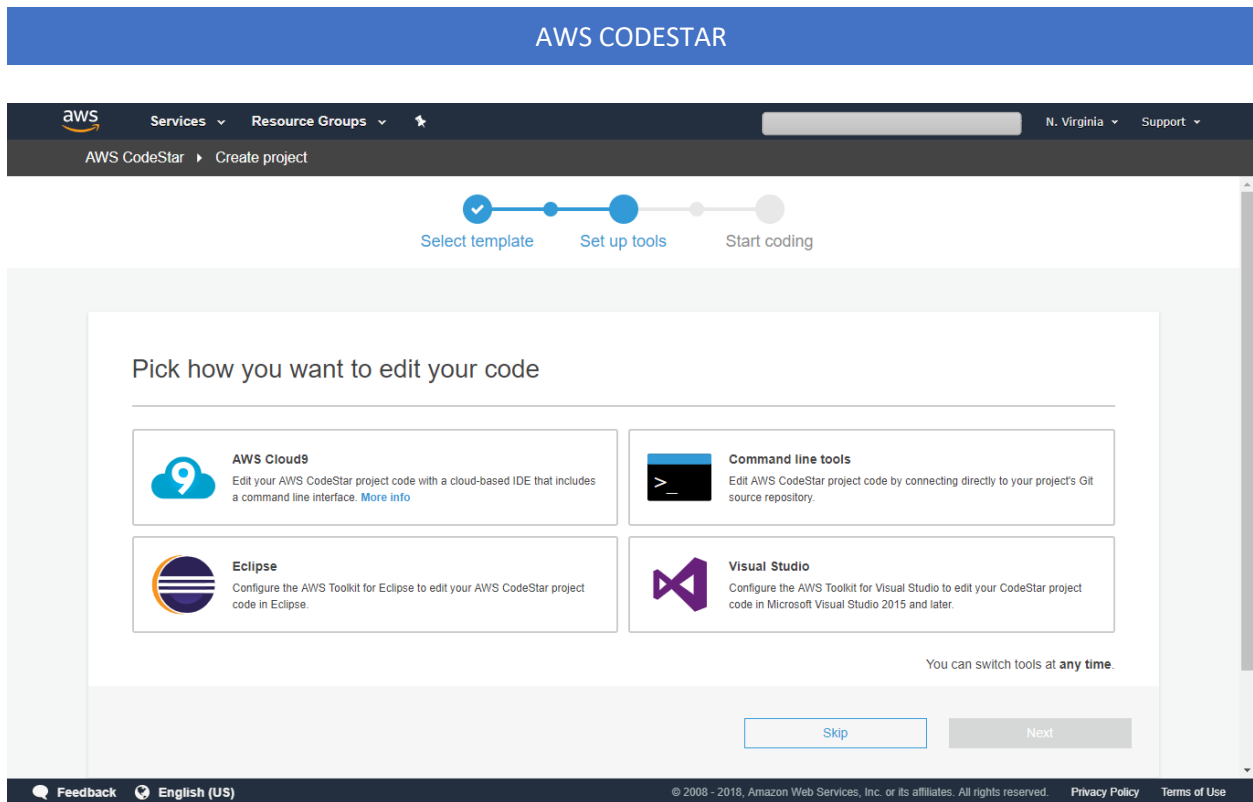 AWS CODESTAR
aws Services Resource Groups N. Virginia Support
AWS CodeStar Create project
Select template Set up tools Start coding
Pick how you want to edit your code
AWS Cloud9
Edit your AWS CodeStar project code with a cloud-based IDE that includes
a command line interface. More info
Command line tools
Edit AWS CodeStar project code by connecting directly to your project's Git
source repository.
Eclipse
Configure the AWS Toolkit for Eclipse to edit your AWS CodeStar project
code in Eclipse.
Visual Studio
Configure the AWS Toolkit for Visual Studio to edit your CodeStar project
code in Microsoft Visual Studio 2015 and later.
You can switch tools at any time.
Skip Next
Feedback English (US) © 2008 - 2018, Amazon Web Services, Inc. or its affiliates. All rights reserved. Privacy Policy Terms of Use